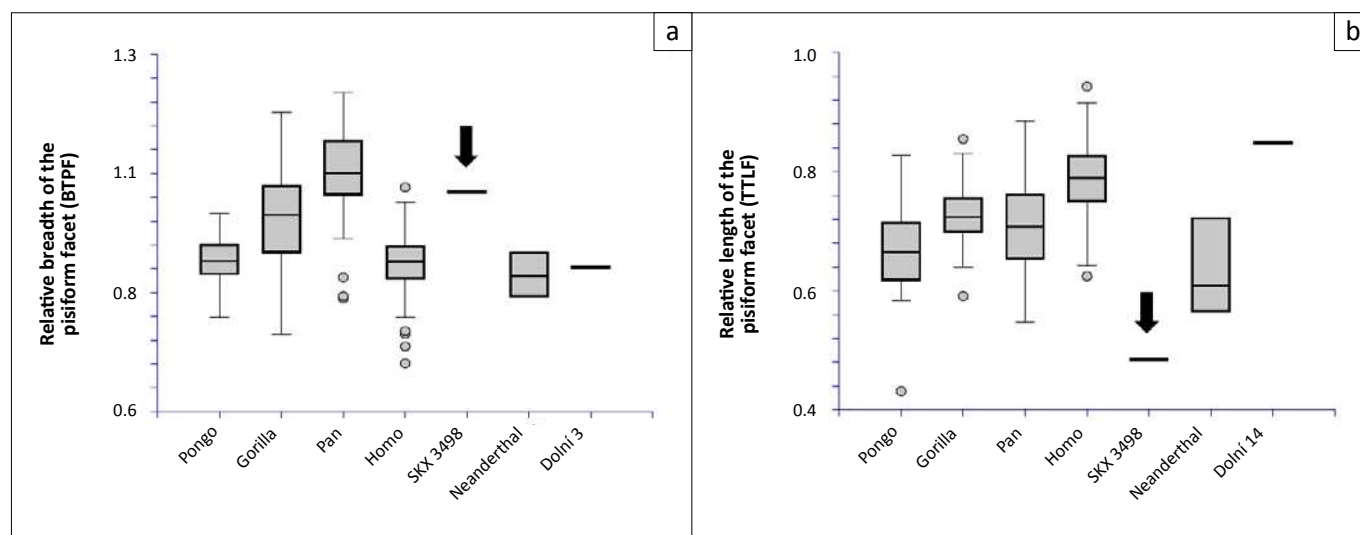 a
Relative breadth of the
pisiform facet (BTPF)
1.3
1.1
0.8
0.6
Pongo
Gorilla
Pan
Homo
SKX 3498
Neanderthal
Dolní 3
b
Relative length of the
pisiform facet (TTLF)
1.0
0.8
0.6
0.4
Pongo
Gorilla
Pan
Homo
SKX 3498
Neanderthal
Dolní 14